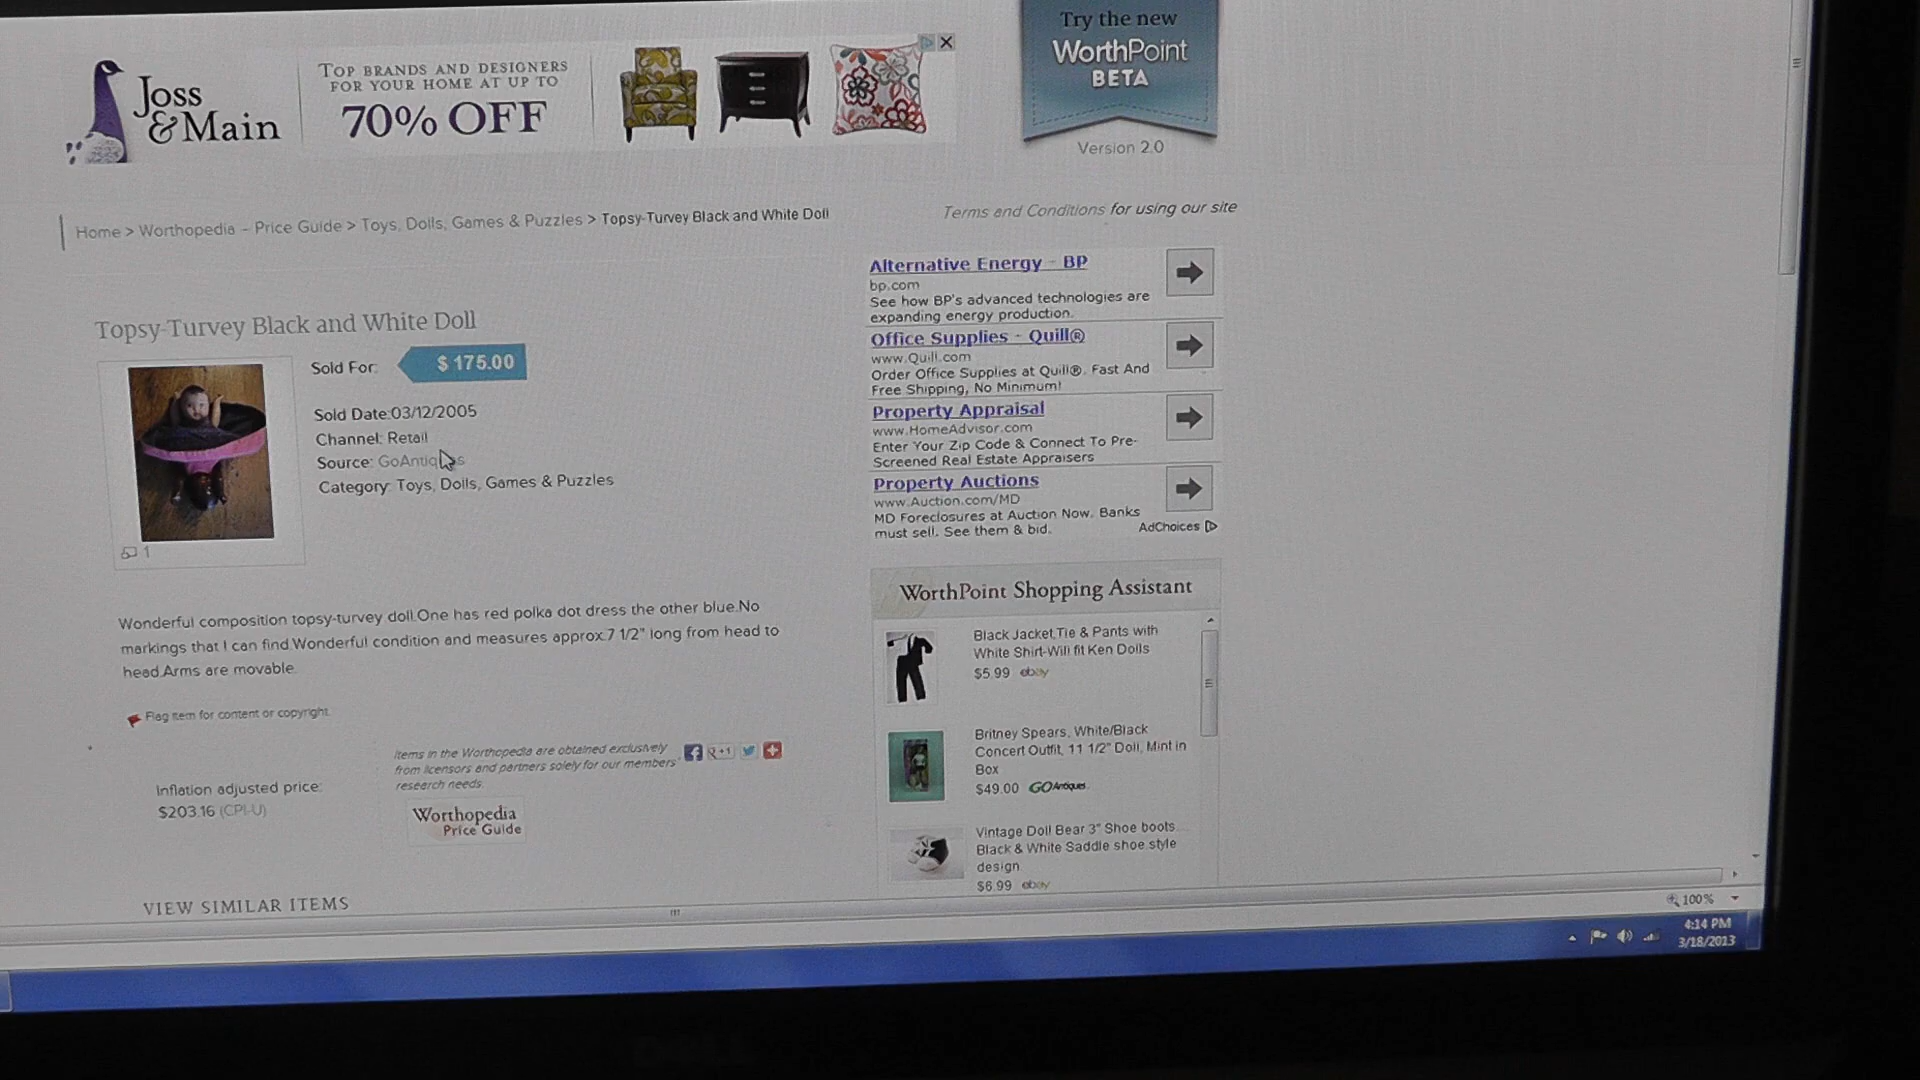 Joss
& Main
TOP BRANDS AND DESIGNERS
FOR YOUR HOME AT UP TO
70% OFF
Try the new
WorthPoint
BETA
Version 2.0
Home > Worthopedia – Price Guide > Toys, Dolls, Games & Puzzles > Topsy-Turvey Black and White Doll
Terms and Conditions for using our site
Topsy-Turvey Black and White Doll
Sold For: $ 175.00
Sold Date:03/12/2005
Channel: Retail
Source: GoAntiques
Category: Toys, Dolls, Games & Puzzles
1
Wonderful composition topsy-turvey doll.One has red polka dot dress the other blue.No
markings that I can find.Wonderful condition and measures approx.7 1/2" long from head to
head.Arms are movable.
Flag item for content or copyright.
Inflation adjusted price:
$203.16 (CPI-U)
Items in the Worthopedia are obtained exclusively
from licensors and partners solely for our members'
research needs.
+1
Worthopedia
Price Guide
VIEW SIMILAR ITEMS
Alternative Energy - BP
bp.com
See how BP's advanced technologies are
expanding energy production.
Office Supplies - Quill®
www.Quill.com
Order Office Supplies at Quill®. Fast And
Free Shipping, No Minimum!
Property Appraisal
www.HomeAdvisor.com
Enter Your Zip Code & Connect To Pre-
Screened Real Estate Appraisers
Property Auctions
www.Auction.com/MD
MD Foreclosures at Auction Now. Banks
must sell. See them & bid.
AdChoices
WorthPoint Shopping Assistant
Black Jacket,Tie & Pants with
White Shirt-Will fit Ken Dolls
$5.99 ebay
Britney Spears, White/Black
Concert Outfit, 11 1/2" Doll, Mint in
Box
$49.00 GOAntiques
Vintage Doll Bear 3" Shoe boots
Black & White Saddle shoe style
design
$6.99 ebay
100%
4:14 PM
3/18/2013